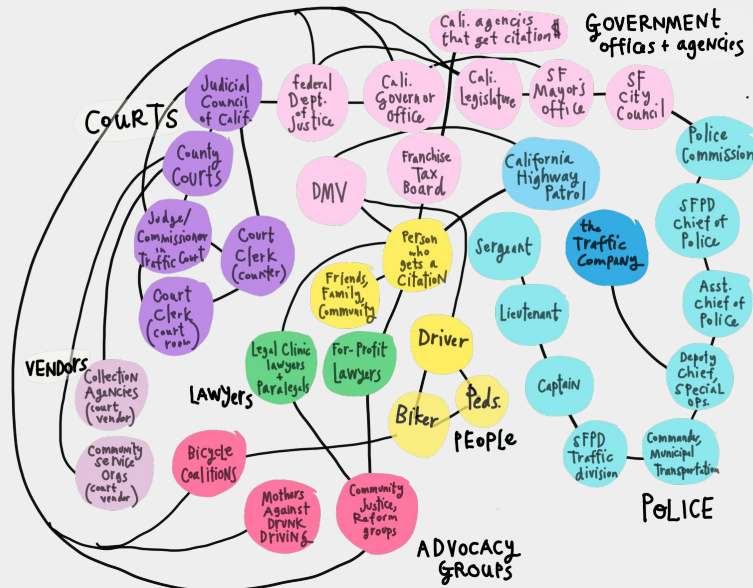 Cali. agencies
that get citation $
GOVERNMENT
offices + agencies
Judicial
Council
of Calif.
federal
Dept.
of
Justice
Cali.
Governor
Office
Cali.
Legislature
SF
Mayor's
Office
SF
City
Council
COURTS
County
Courts
DMV
Franchise
Tax
Board
California
Highway
Patrol
Police
Commission
Judge/
Commissioner
in
Traffic Court
Court
Clerk
(counter)
Person
who
gets a
Citation
Sergeant
the
Traffic
Company
SFPD
chief of
Police
Court
Clerk
(court
room)
Friends,
Family,
Community
Lieutenant
Asst.
chief of
Police
VENDORS
Collection
Agencies
(court
vendor)
LAWYERS
Legal Clinic
lawyers
+
Paralegals
For-Profit
Lawyers
Driver
Captain
Deputy
Chief,
Special
ops.
Biker
Peds.
PEOPLE
Community
Service
Orgs
(court
vendor)
Bicycle
Coalitions
SFPD
Traffic
division
Commander,
Municipal
Transportation
POLICE
Mothers
Against
DRUNK
DRIVING
Community
Justice,
Reform
groups
ADVOCACY
GROUPS